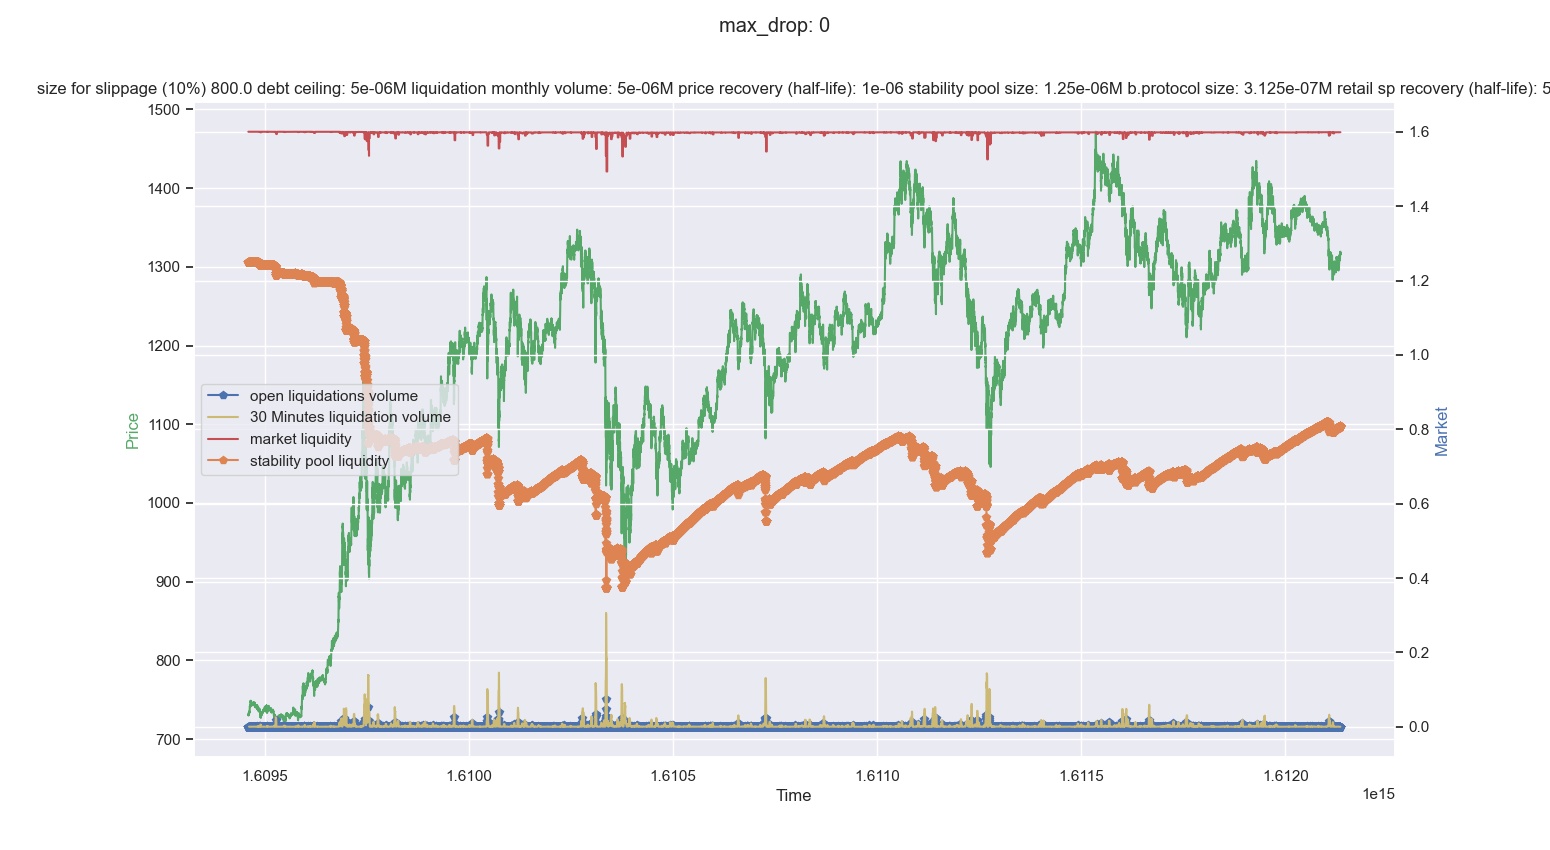 max_drop: 0
size for slippage (10%) 800.0 debt ceiling: 5e-06M liquidation monthly volume: 5e-06M price recovery (half-life): 1e-06 stability pool size: 1.25e-06M b.protocol size: 3.125e-07M retail sp recovery (half-life): 5
1500
1400
1300
1200
1100
1000
900
800
700
Price
open liquidations volume
30 Minutes liquidation volume
market liquidity
stability pool liquidity
1.6
1.4
1.2
1.0
0.8
0.6
0.4
0.2
0.0
Market
1.6095 1.6100 1.6105 1.6110 1.6115 1.6120
Time
1e15